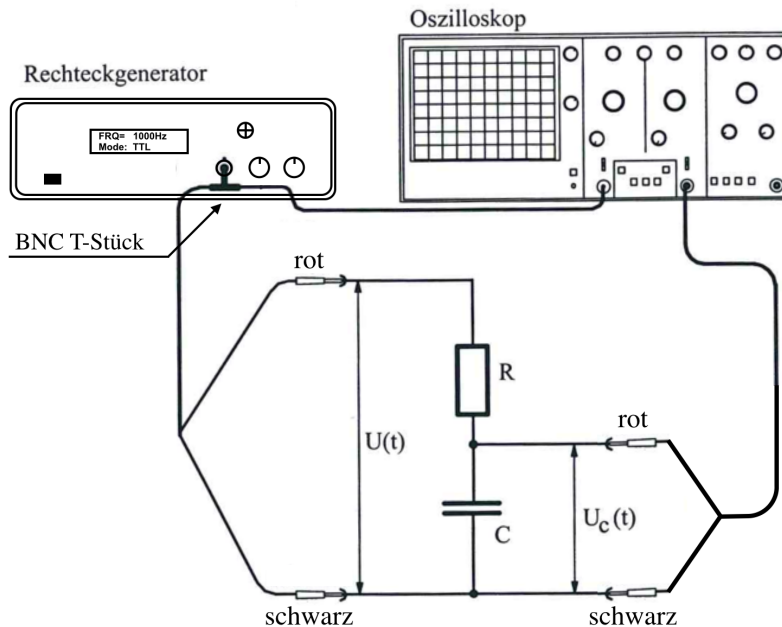 Oszilloskop
Rechteckgenerator
FRQ= 1000Hz
Mode: TTL
BNC T-Stück
rot
R
rot
U(t)
C
Uc(t)
schwarz
schwarz